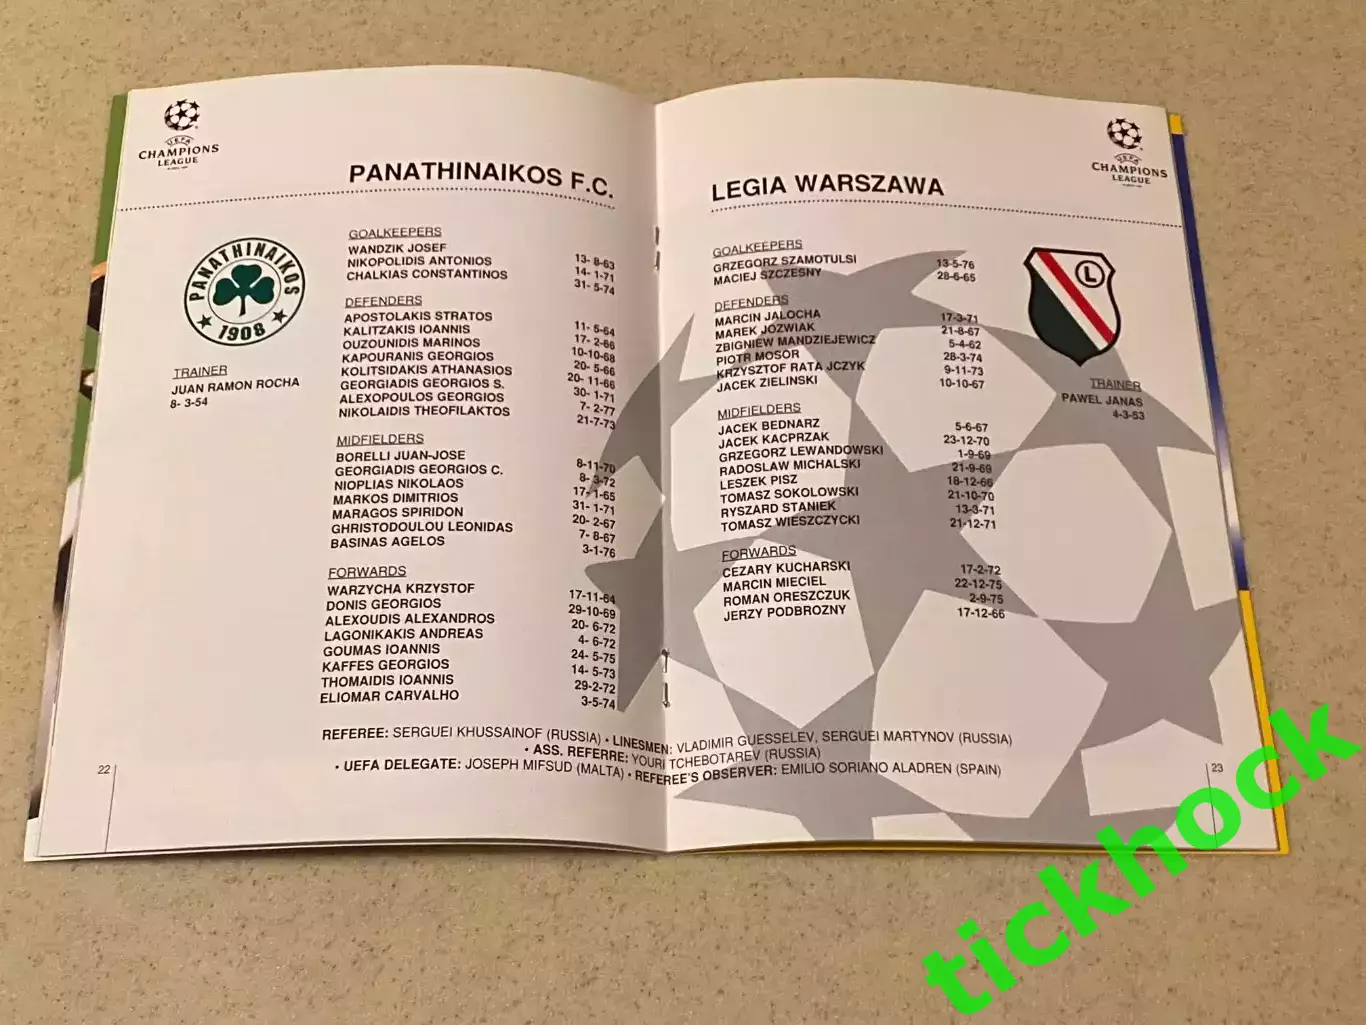 UEFA
CHAMPIONS
LEAGUE
PANATHINAIKOS F.C.
PANATHINAIKOS
1908
TRAINER
JUAN RAMON ROCHA
8- 3-54
GOALKEEPERS
WANDZIK JOSEF 13- 8-63
NIKOPOLIDIS ANTONIOS 14- 1-71
CHALKIAS CONSTANTINOS 31- 5-74
DEFENDERS
APOSTOLAKIS STRATOS 11- 5-64
KALITZAKIS IOANNIS 17- 2-66
OUZOUNIDIS MARINOS 10-10-68
KAPOURANIS GEORGIOS 20- 5-66
KOLITSIDAKIS ATHANASIOS 20- 11-66
GEORGIADIS GEORGIOS S. 30- 1-71
ALEXOPOULOS GEORGIOS 7- 2-77
NIKOLAIDIS THEOFILAKTOS 21-7-73
MIDFIELDERS
BORELLI JUAN-JOSE 8-11-70
GEORGIADIS GEORGIOS C. 8- 3-72
NIOPLIAS NIKOLAOS 17- 1-65
MARKOS DIMITRIOS 31- 1-71
MARAGOS SPIRIDON 20- 2-67
GHRISTODOULOU LEONIDAS 7- 8-67
BASINAS AGELOS 3-1-76
FORWARDS
WARZYCHA KRZYSTOF 17-11-64
DONIS GEORGIOS 29-10-69
ALEXOUDIS ALEXANDROS 20- 6-72
LAGONIKAKIS ANDREAS 4- 6-72
GOUMAS IOANNIS 24- 5-75
KAFFES GEORGIOS 14- 5-73
THOMAIDIS IOANNIS 29-2-72
ELIOMAR CARVALHO 3-5-74
UEFA
CHAMPIONS
LEAGUE
LEGIA WARSZAWA
L
TRAINER
PAWEL JANAS
4-3-53
GOALKEEPERS
GRZEGORZ SZAMOTULSI 13-5-76
MACIEJ SZCZESNY 28-6-65
DEFENDERS
MARCIN JALOCHA 17-3-71
MAREK JOZWIAK 21-8-67
ZBIGNIEW MANDZIEJEWICZ 5-4-62
PIOTR MOSOR 28-3-74
KRZYSZTOF RATA JCZYK 9-11-73
JACEK ZIELINSKI 10-10-67
MIDFIELDERS
JACEK BEDNARZ 5-6-67
JACEK KACPRZAK 23-12-70
GRZEGORZ LEWANDOWSKI 1-9-69
RADOSLAW MICHALSKI 21-9-69
LESZEK PISZ 18-12-66
TOMASZ SOKOLOWSKI 21-10-70
RYSZARD STANIEK 13-3-71
TOMASZ WIESZCZYCKI 21-12-71
FORWARDS
CEZARY KUCHARSKI 17-2-72
MARCIN MIECIEL 22-12-75
ROMAN ORESZCZUK 2-9-75
JERZY PODBROZNY 17-12-66
REFEREE: SERGUEI KHUSSAINOF (RUSSIA) • LINESMEN: VLADIMIR GUESSELEV, SERGUEI MARTYNOV (RUSSIA)
• ASS. REFERRE: YOURI TCHEBOTAREV (RUSSIA)
• UEFA DELEGATE: JOSEPH MIFSUD (MALTA) • REFEREE'S OBSERVER: EMILIO SORIANO ALADREN (SPAIN)
22
23
tickhock